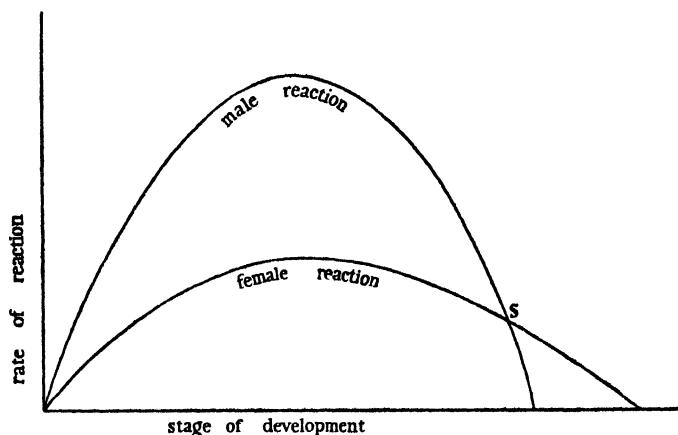 male reaction
female reaction
S
rate of reaction
stage of development